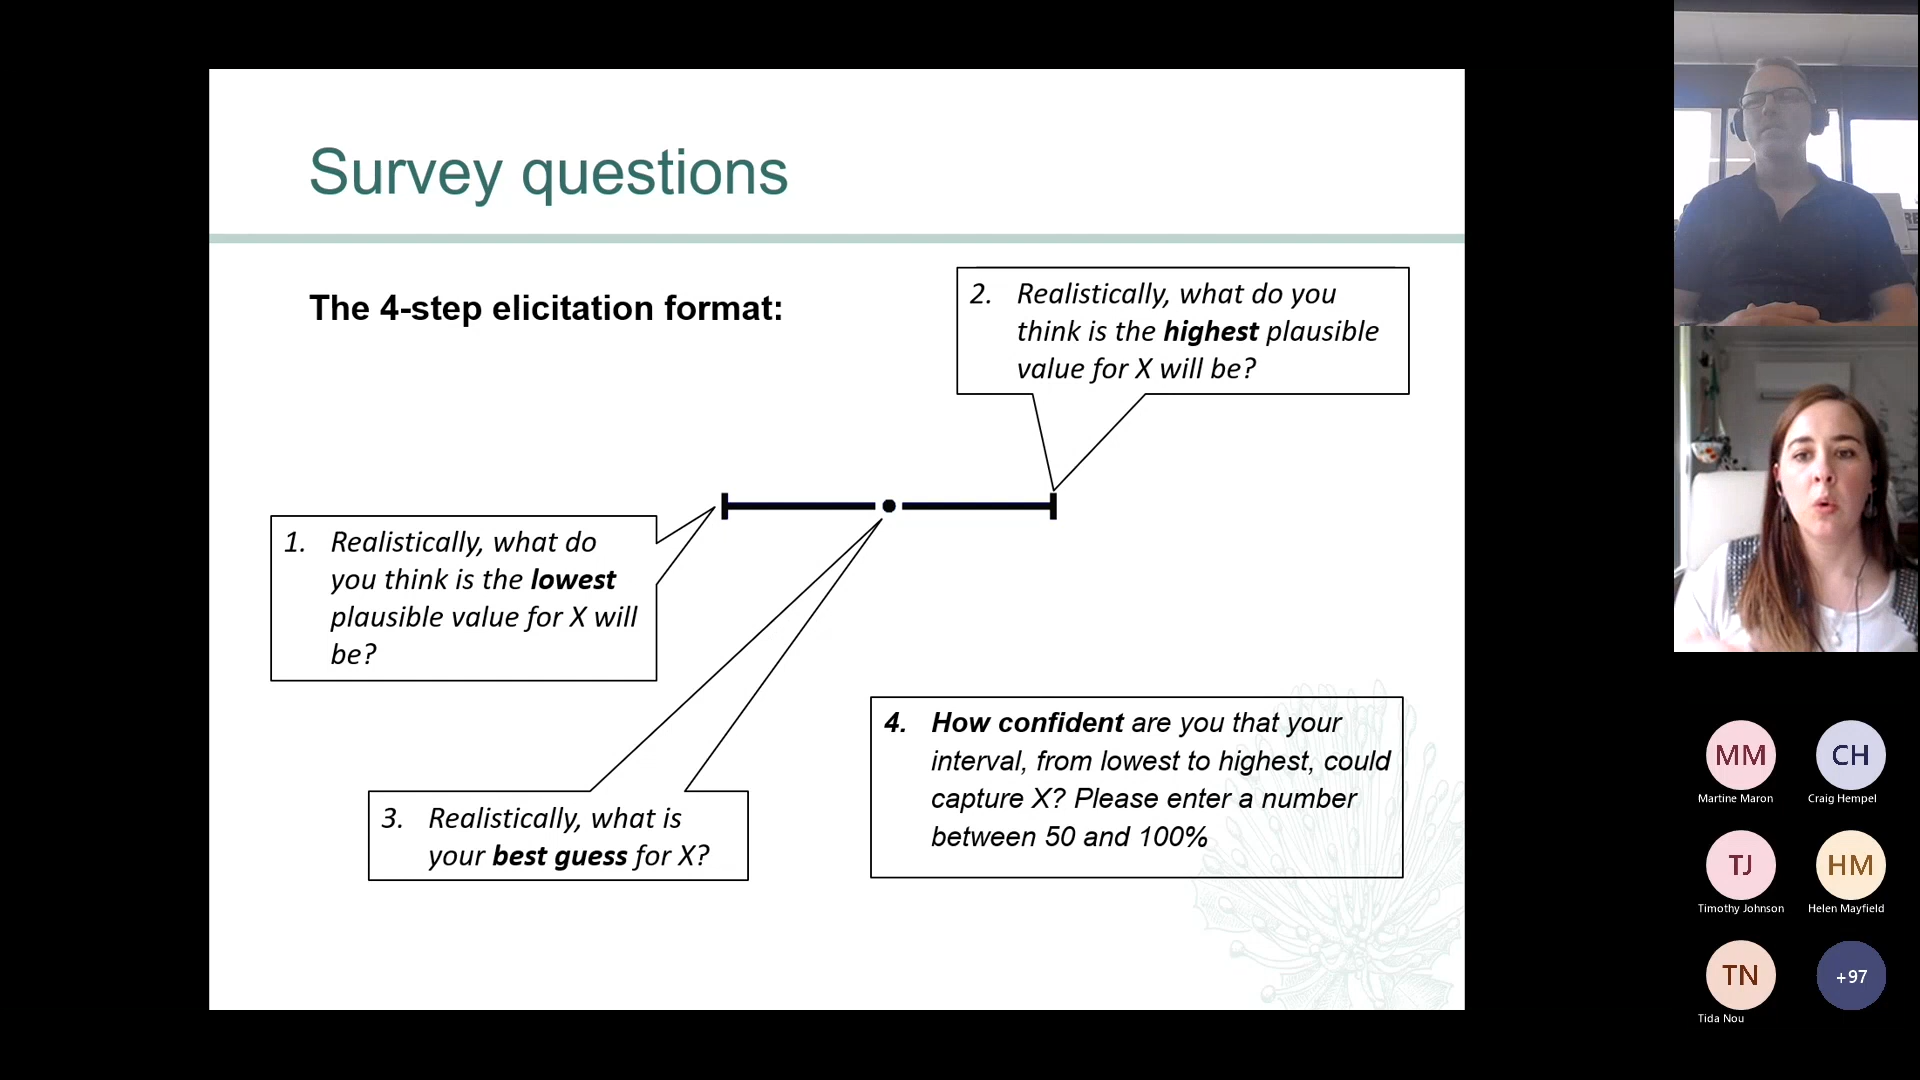 Survey questions
The 4-step elicitation format:
2. Realistically, what do you
think is the highest plausible
value for X will be?
1. Realistically, what do
you think is the lowest
plausible value for X will
be?
3. Realistically, what is
your best guess for X?
4. How confident are you that your
interval, from lowest to highest, could
capture X? Please enter a number
between 50 and 100%
RE
MM
Martine Maron
CH
Craig Hempel
TJ
Timothy Johnson
HM
Helen Mayfield
TN
Tida Nou
+97